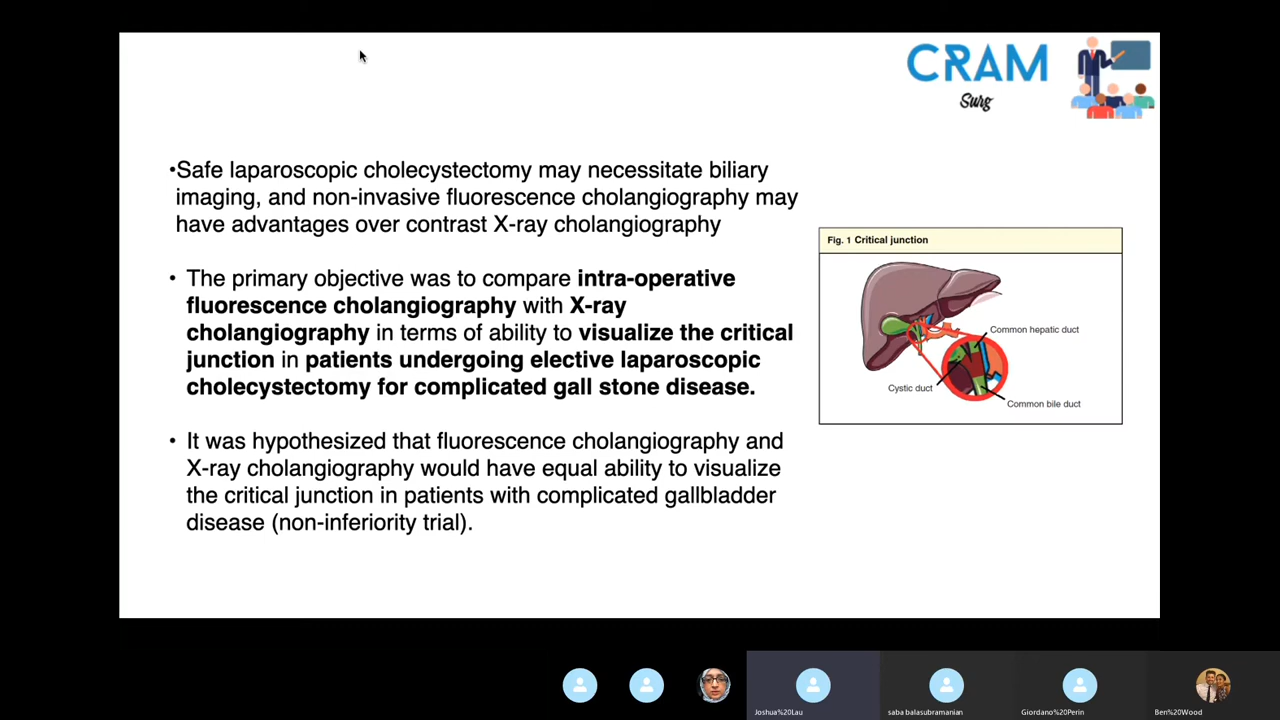 CRAM
Surg
•Safe laparoscopic cholecystectomy may necessitate biliary
imaging, and non-invasive fluorescence cholangiography may
have advantages over contrast X-ray cholangiography
• The primary objective was to compare intra-operative
fluorescence cholangiography with X-ray
cholangiography in terms of ability to visualize the critical
junction in patients undergoing elective laparoscopic
cholecystectomy for complicated gall stone disease.
• It was hypothesized that fluorescence cholangiography and
X-ray cholangiography would have equal ability to visualize
the critical junction in patients with complicated gallbladder
disease (non-inferiority trial).
Fig. 1 Critical junction
Common hepatic duct
Cystic duct
Common bile duct
Joshua%20Lau
saba balasubramanian
Giordano%20Perin
Ben%20Wood